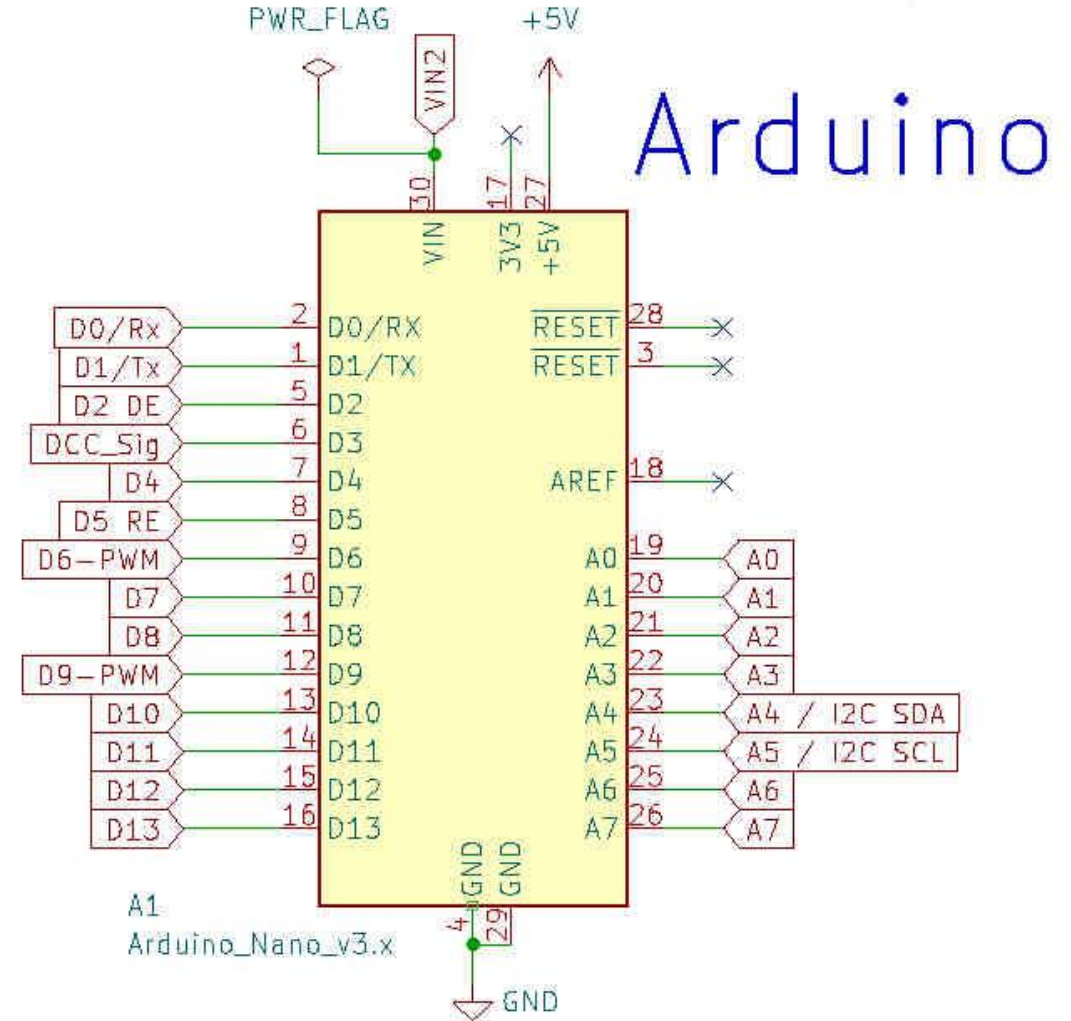 PWR_FLAG
+5V
VIN2
Arduino
30
17
27
VIN
3V3
+5V
D0/Rx 2 D0/RX RESET 28
D1/Tx 1 D1/TX RESET 3
D2 DE 5 D2
DCC_Sig 6 D3
D4 7 D4 AREF 18
D5 RE 8 D5
D6-PWM 9 D6 A0 19 A0
D7 10 D7 A1 20 A1
D8 11 D8 A2 21 A2
D9-PWM 12 D9 A3 22 A3
D10 13 D10 A4 23 A4 / I2C SDA
D11 14 D11 A5 24 A5 / I2C SCL
D12 15 D12 A6 25 A6
D13 16 D13 A7 26 A7
GND
GND
4
29
A1
Arduino_Nano_v3.x
GND